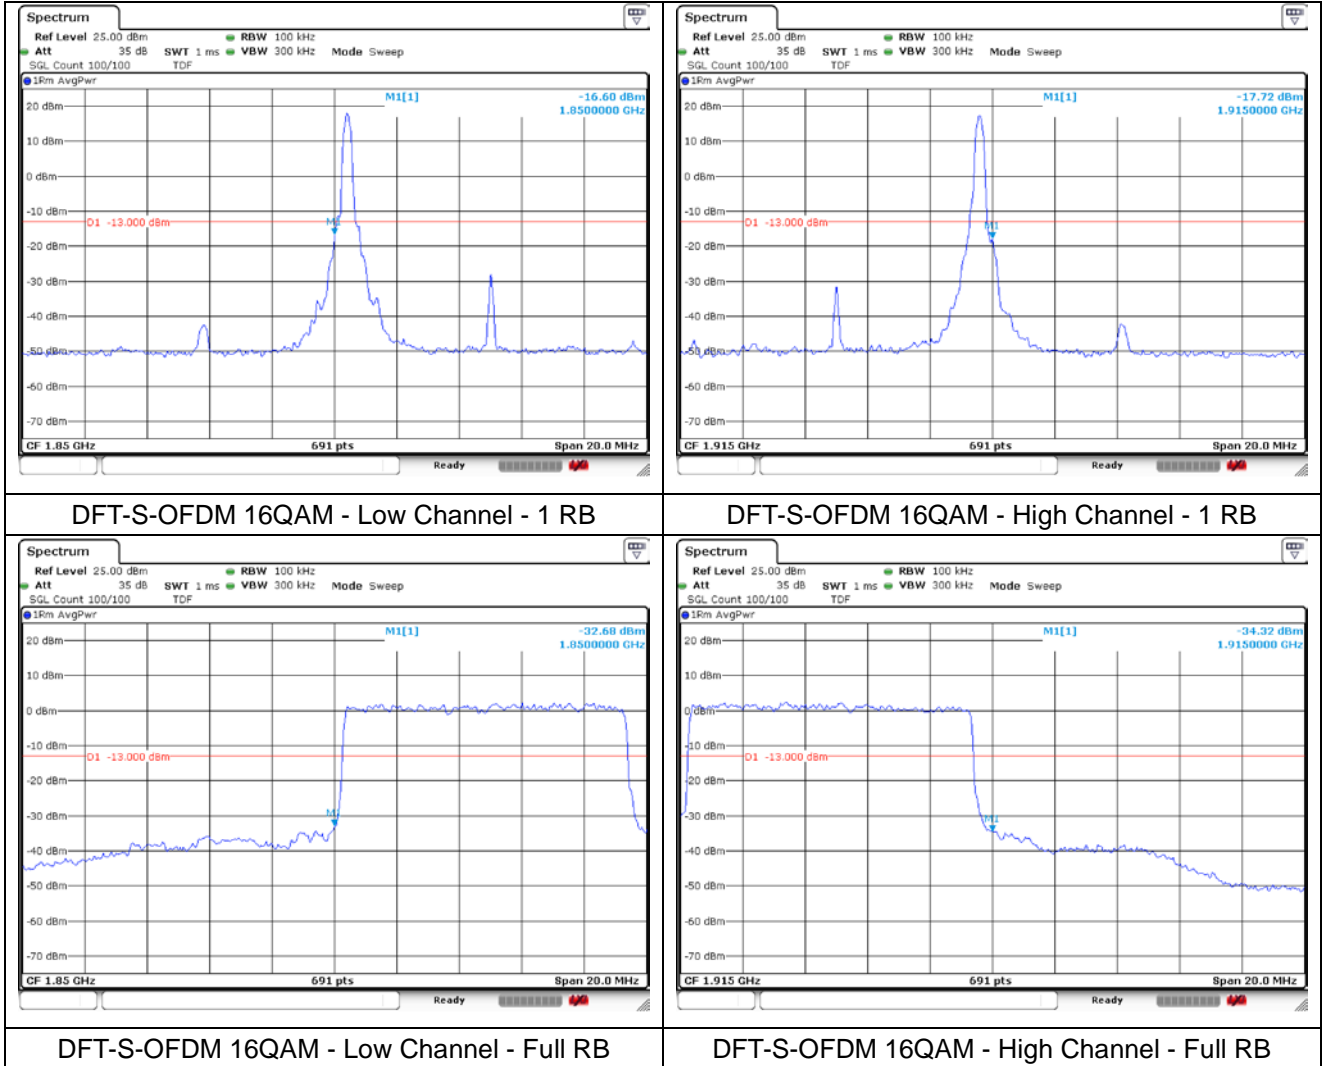 Spectrum
Ref Level 25.00 dBm RBW 100 kHz
Att 35 dB SWT 1 ms VBW 300 kHz Mode Sweep
SGL Count 100/100 TDF
1Rm AvgPwr
M1[1] -16.60 dBm
1.8500000 GHz
20 dBm
10 dBm
0 dBm
-10 dBm
D1 -13.000 dBm
M1
-20 dBm
-30 dBm
-40 dBm
-50 dBm
-60 dBm
-70 dBm
CF 1.85 GHz 691 pts Span 20.0 MHz
Ready
DFT-S-OFDM 16QAM - Low Channel - 1 RB
Spectrum
Ref Level 25.00 dBm RBW 100 kHz
Att 35 dB SWT 1 ms VBW 300 kHz Mode Sweep
SGL Count 100/100 TDF
1Rm AvgPwr
M1[1] -17.72 dBm
1.9150000 GHz
20 dBm
10 dBm
0 dBm
-10 dBm
D1 -13.000 dBm
M1
-20 dBm
-30 dBm
-40 dBm
-50 dBm
-60 dBm
-70 dBm
CF 1.915 GHz 691 pts Span 20.0 MHz
Ready
DFT-S-OFDM 16QAM - High Channel - 1 RB
Spectrum
Ref Level 25.00 dBm RBW 100 kHz
Att 35 dB SWT 1 ms VBW 300 kHz Mode Sweep
SGL Count 100/100 TDF
1Rm AvgPwr
M1[1] -32.68 dBm
1.8500000 GHz
20 dBm
10 dBm
0 dBm
-10 dBm
D1 -13.000 dBm
-20 dBm
-30 dBm
M1
-40 dBm
-50 dBm
-60 dBm
-70 dBm
CF 1.85 GHz 691 pts Span 20.0 MHz
Ready
DFT-S-OFDM 16QAM - Low Channel - Full RB
Spectrum
Ref Level 25.00 dBm RBW 100 kHz
Att 35 dB SWT 1 ms VBW 300 kHz Mode Sweep
SGL Count 100/100 TDF
1Rm AvgPwr
M1[1] -34.32 dBm
1.9150000 GHz
20 dBm
10 dBm
0 dBm
-10 dBm
D1 -13.000 dBm
-20 dBm
-30 dBm
M1
-40 dBm
-50 dBm
-60 dBm
-70 dBm
CF 1.915 GHz 691 pts Span 20.0 MHz
Ready
DFT-S-OFDM 16QAM - High Channel - Full RB